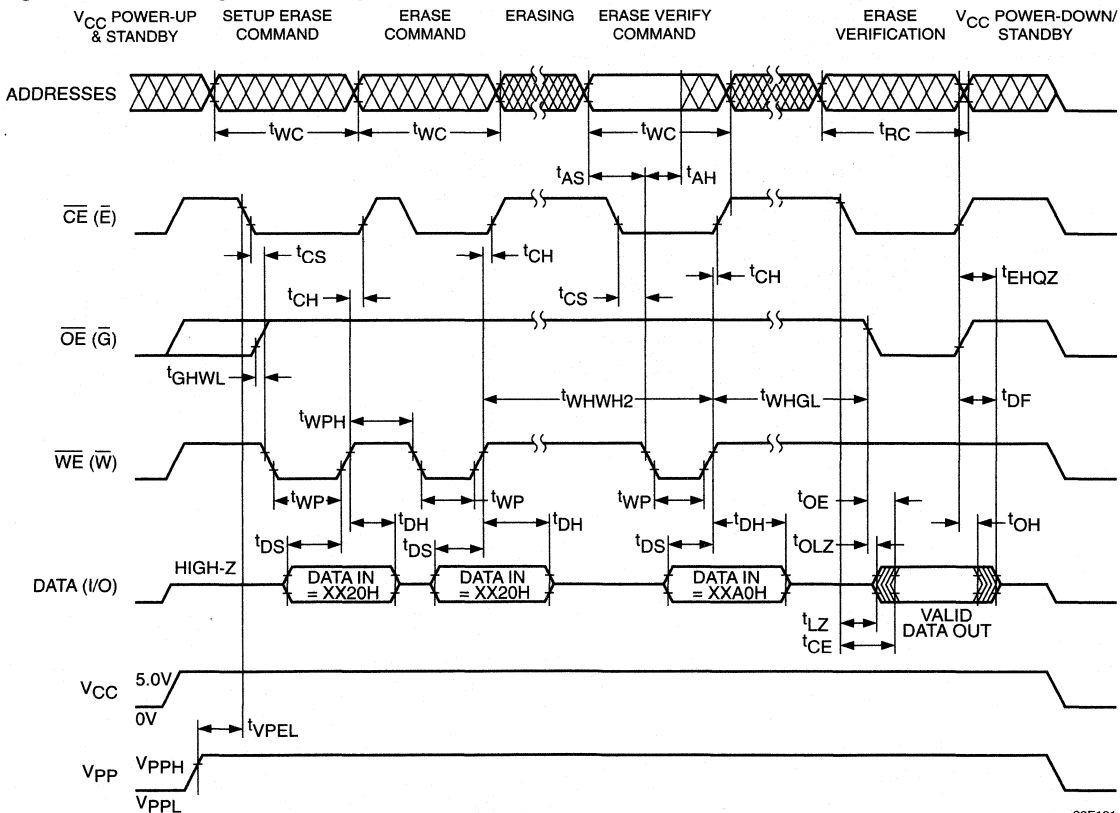 VCC POWER-UP & STANDBY
SETUP ERASE COMMAND
ERASE COMMAND
ERASING
ERASE VERIFY COMMAND
ERASE VERIFICATION
VCC POWER-DOWN/ STANDBY
ADDRESSES
tWC
tWC
tWC
tRC
tAS
tAH
CE (E)
tCS
tCH
tCH
tCS
tCH
tEHQZ
OE (G)
tGHWL
tWPH
tWHWH2
tWHGL
tDF
WE (W)
tWP
tWP
tWP
tOE
tOH
tDS
tDH
tDS
tDH
tDS
tDH
tOLZ
HIGH-Z
DATA (I/O)
DATA IN = XX20H
DATA IN = XX20H
DATA IN = XXA0H
VALID DATA OUT
tLZ
tCE
VCC
5.0V
0V
tVPEL
VPP
VPPH
VPPL